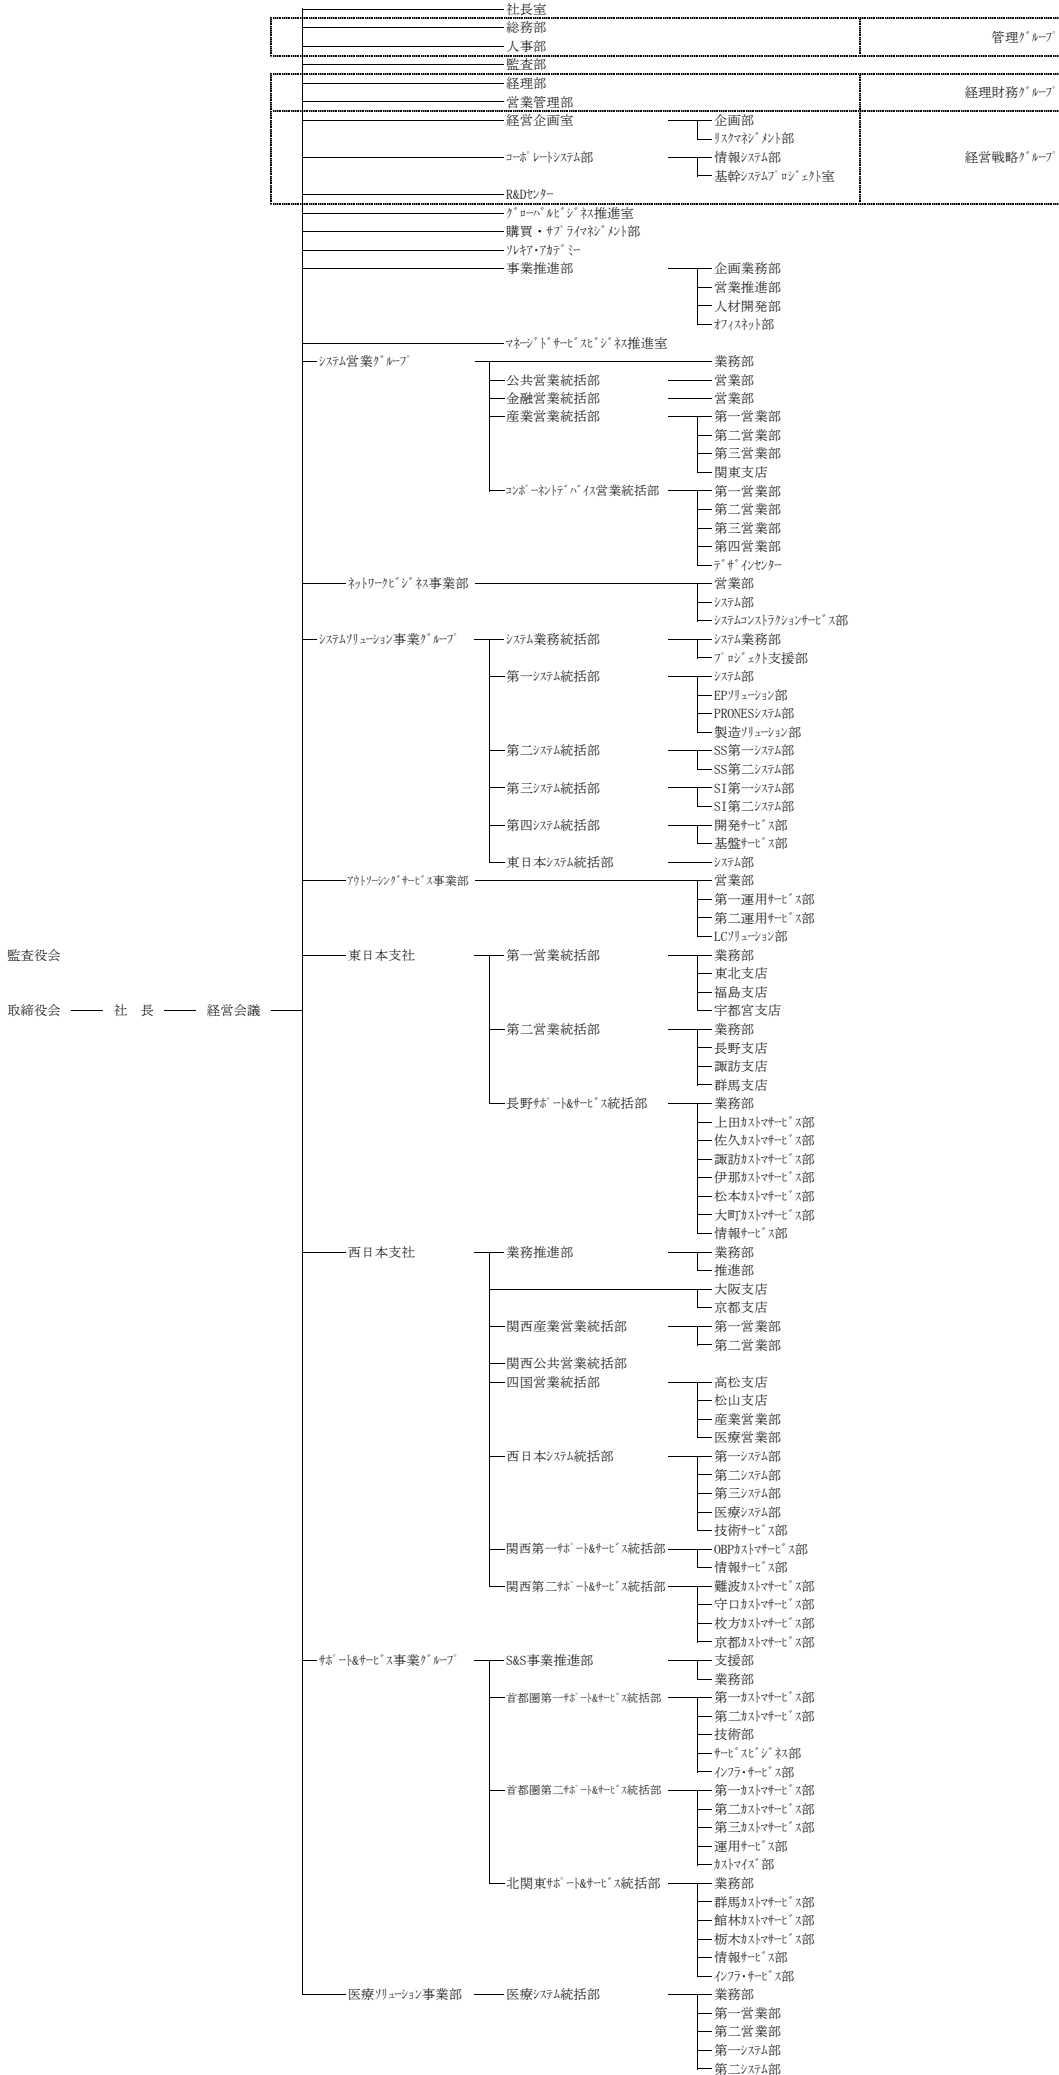 社長室
総務部
管理ｸﾞﾙｰﾌﾟ
人事部
監査部
経理部
経理財務ｸﾞﾙｰﾌﾟ
営業管理部
経営企画室 企画部
ﾘｽｸﾏﾈｼﾞﾒﾝﾄ部
ｺｰﾎﾟﾚｰﾄｼｽﾃﾑ部 情報ｼｽﾃﾑ部 経営戦略ｸﾞﾙｰﾌﾟ
基幹ｼｽﾃﾑﾌﾟﾛｼﾞｪｸﾄ室
R&Dｾﾝﾀｰ
ｸﾞﾛｰﾊﾞﾙﾋﾞｼﾞﾈｽ推進室
購買・ｻﾌﾟﾗｲﾏﾈｼﾞﾒﾝﾄ部
ｿﾚｷｱ･ｱｶﾃﾞﾐｰ
事業推進部 企画業務部
営業推進部
人材開発部
ｵﾌｨｽﾈｯﾄ部
ﾏﾈｰｼﾞﾄﾞｻｰﾋﾞｽﾋﾞｼﾞﾈｽ推進室
ｼｽﾃﾑ営業ｸﾞﾙｰﾌﾟ 業務部
公共営業統括部 営業部
金融営業統括部 営業部
産業営業統括部 第一営業部
第二営業部
第三営業部
関東支店
ｺﾝﾎﾟｰﾈﾝﾄﾃﾞﾊﾞｲｽ営業統括部 第一営業部
第二営業部
第三営業部
第四営業部
ﾃﾞｻﾞｲﾝｾﾝﾀｰ
ﾈｯﾄﾜｰｸﾋﾞｼﾞﾈｽ事業部 営業部
ｼｽﾃﾑ部
ｼｽﾃﾑｺﾝｽﾄﾗｸｼｮﾝｻｰﾋﾞｽ部
ｼｽﾃﾑｿﾘｭｰｼｮﾝ事業ｸﾞﾙｰﾌﾟ ｼｽﾃﾑ業務統括部 ｼｽﾃﾑ業務部
ﾌﾟﾛｼﾞｪｸﾄ支援部
第一ｼｽﾃﾑ統括部 ｼｽﾃﾑ部
EPｿﾘｭｰｼｮﾝ部
PRONESｼｽﾃﾑ部
製造ｿﾘｭｰｼｮﾝ部
第二ｼｽﾃﾑ統括部 SS第一ｼｽﾃﾑ部
SS第二ｼｽﾃﾑ部
第三ｼｽﾃﾑ統括部 SI第一ｼｽﾃﾑ部
SI第二ｼｽﾃﾑ部
第四ｼｽﾃﾑ統括部 開発ｻｰﾋﾞｽ部
基盤ｻｰﾋﾞｽ部
東日本ｼｽﾃﾑ統括部 ｼｽﾃﾑ部
ｱｳﾄｿｰｼﾝｸﾞｻｰﾋﾞｽ事業部 営業部
第一運用ｻｰﾋﾞｽ部
第二運用ｻｰﾋﾞｽ部
LCｿﾘｭｰｼｮﾝ部
監査役会 東日本支社 第一営業統括部 業務部
東北支店
福島支店
取締役会 社 長 経営会議 宇都宮支店
第二営業統括部 業務部
長野支店
諏訪支店
群馬支店
長野ｻﾎﾟｰﾄ&ｻｰﾋﾞｽ統括部 業務部
上田ｶｽﾄﾏｻｰﾋﾞｽ部
佐久ｶｽﾄﾏｻｰﾋﾞｽ部
諏訪ｶｽﾄﾏｻｰﾋﾞｽ部
伊那ｶｽﾄﾏｻｰﾋﾞｽ部
松本ｶｽﾄﾏｻｰﾋﾞｽ部
大町ｶｽﾄﾏｻｰﾋﾞｽ部
情報ｻｰﾋﾞｽ部
西日本支社 業務推進部 業務部
推進部
大阪支店
京都支店
関西産業営業統括部 第一営業部
第二営業部
関西公共営業統括部
四国営業統括部 高松支店
松山支店
産業営業部
医療営業部
西日本ｼｽﾃﾑ統括部 第一ｼｽﾃﾑ部
第二ｼｽﾃﾑ部
第三ｼｽﾃﾑ部
医療ｼｽﾃﾑ部
技術ｻｰﾋﾞｽ部
関西第一ｻﾎﾟｰﾄ&ｻｰﾋﾞｽ統括部 OBPｶｽﾄﾏｻｰﾋﾞｽ部
情報ｻｰﾋﾞｽ部
関西第二ｻﾎﾟｰﾄ&ｻｰﾋﾞｽ統括部 難波ｶｽﾄﾏｻｰﾋﾞｽ部
守口ｶｽﾄﾏｻｰﾋﾞｽ部
枚方ｶｽﾄﾏｻｰﾋﾞｽ部
京都ｶｽﾄﾏｻｰﾋﾞｽ部
ｻﾎﾟｰﾄ&ｻｰﾋﾞｽ事業ｸﾞﾙｰﾌﾟ S&S事業推進部 支援部
業務部
首都圏第一ｻﾎﾟｰﾄ&ｻｰﾋﾞｽ統括部 第一ｶｽﾄﾏｻｰﾋﾞｽ部
第二ｶｽﾄﾏｻｰﾋﾞｽ部
技術部
ｻｰﾋﾞｽﾋﾞｼﾞﾈｽ部
ｲﾝﾌﾗ･ｻｰﾋﾞｽ部
首都圏第二ｻﾎﾟｰﾄ&ｻｰﾋﾞｽ統括部 第一ｶｽﾄﾏｻｰﾋﾞｽ部
第二ｶｽﾄﾏｻｰﾋﾞｽ部
第三ｶｽﾄﾏｻｰﾋﾞｽ部
運用ｻｰﾋﾞｽ部
ｶｽﾄﾏｲｽﾞ部
北関東ｻﾎﾟｰﾄ&ｻｰﾋﾞｽ統括部 業務部
群馬ｶｽﾄﾏｻｰﾋﾞｽ部
館林ｶｽﾄﾏｻｰﾋﾞｽ部
栃木ｶｽﾄﾏｻｰﾋﾞｽ部
情報ｻｰﾋﾞｽ部
ｲﾝﾌﾗ･ｻｰﾋﾞｽ部
医療ｿﾘｭｰｼｮﾝ事業部 医療ｼｽﾃﾑ統括部 業務部
第一営業部
第二営業部
第一ｼｽﾃﾑ部
第二ｼｽﾃﾑ部